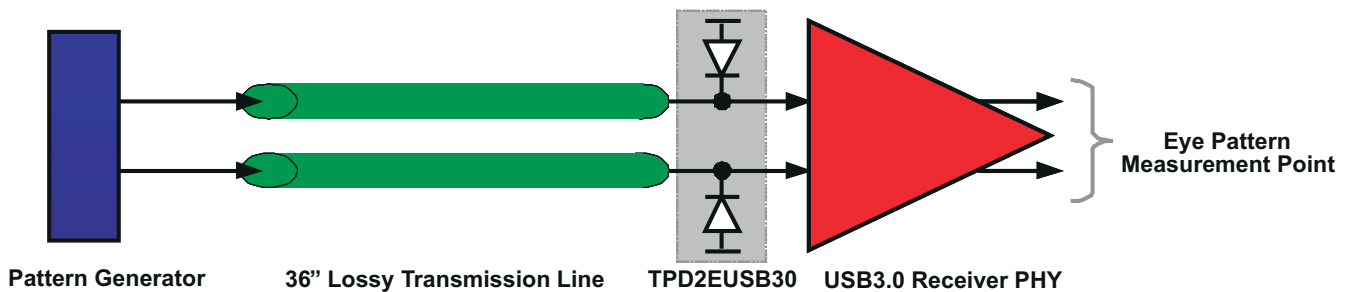 Eye Pattern
Measurement Point
Pattern Generator
36” Lossy Transmission Line
TPD2EUSB30
USB3.0 Receiver PHY